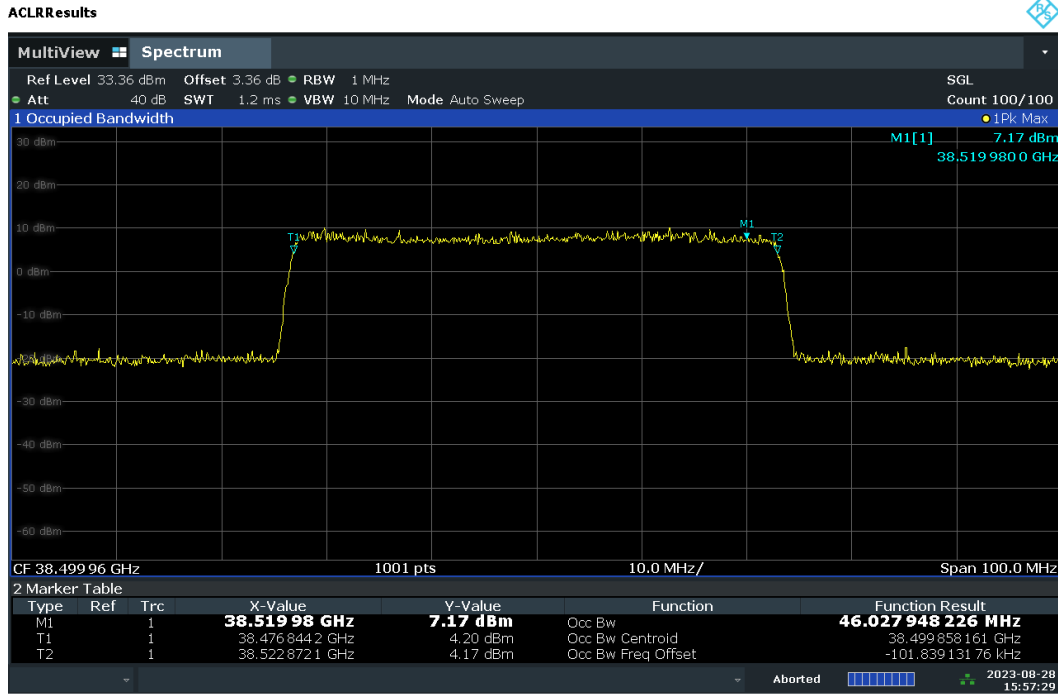 ACLRResults
R&S
MultiView Spectrum
Ref Level 33.36 dBm Offset 3.36 dB RBW 1 MHz SGL
Att 40 dB SWT 1.2 ms VBW 10 MHz Mode Auto Sweep Count 100/100
1 Occupied Bandwidth 1Pk Max
M1[1] 7.17 dBm
38.519 980 0 GHz
30 dBm
20 dBm
10 dBm
M1
T1
T2
0 dBm
-10 dBm
-30 dBm
-40 dBm
-50 dBm
-60 dBm
CF 38.499 96 GHz 1001 pts 10.0 MHz/ Span 100.0 MHz
2 Marker Table
Type Ref Trc X-Value Y-Value Function Function Result
M1 1 38.519 98 GHz 7.17 dBm Occ Bw 46.027 948 226 MHz
T1 1 38.476 844 2 GHz 4.20 dBm Occ Bw Centroid 38.499 858 161 GHz
T2 1 38.522 872 1 GHz 4.17 dBm Occ Bw Freq Offset -101.839 131 76 kHz
Aborted 2023-08-28
15:57:29